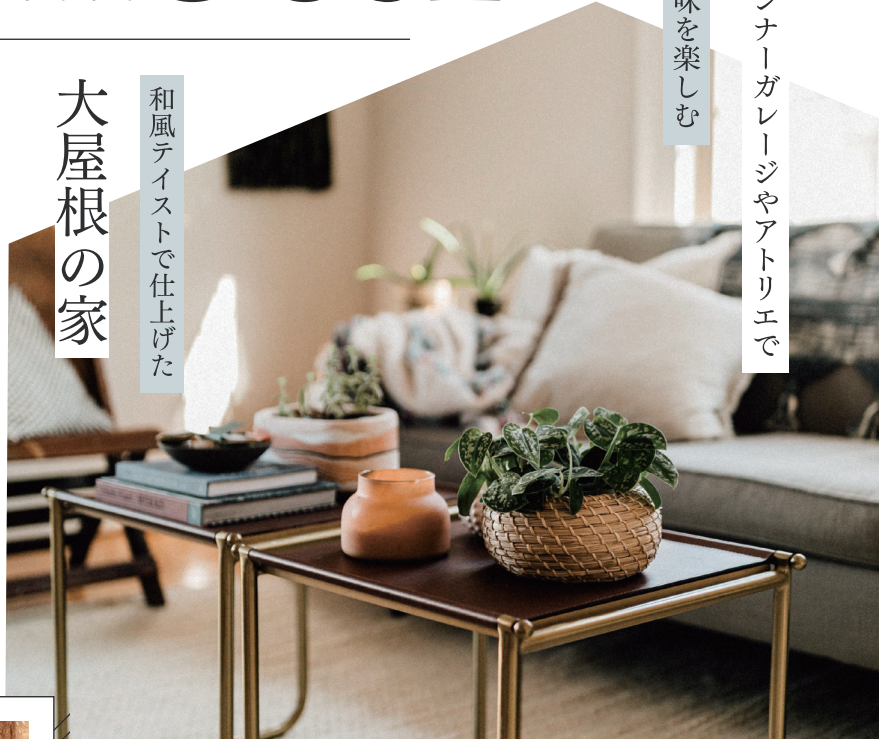 ンナーガレージやアトリエで
味を楽しむ
和風テイストで仕上げた
大屋根の家